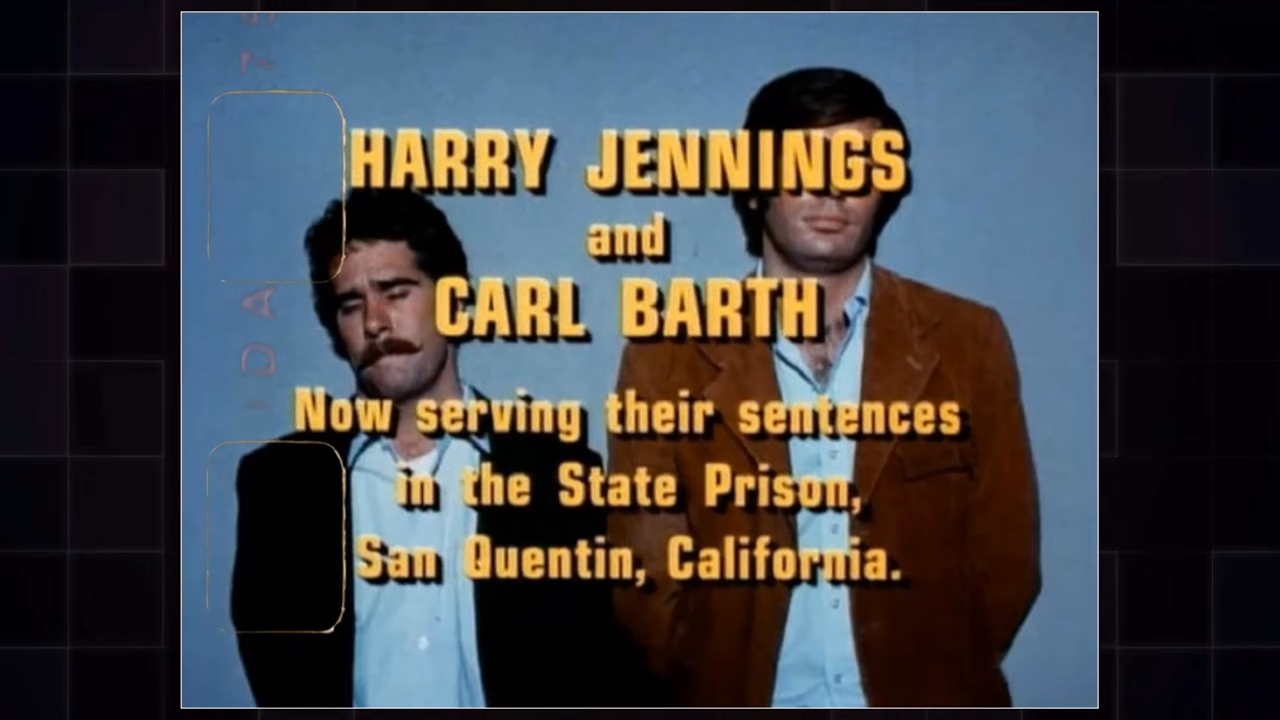 HARRY JENNINGS
and
CARL BARTH
Now serving their sentences
in the State Prison,
San Quentin, California.